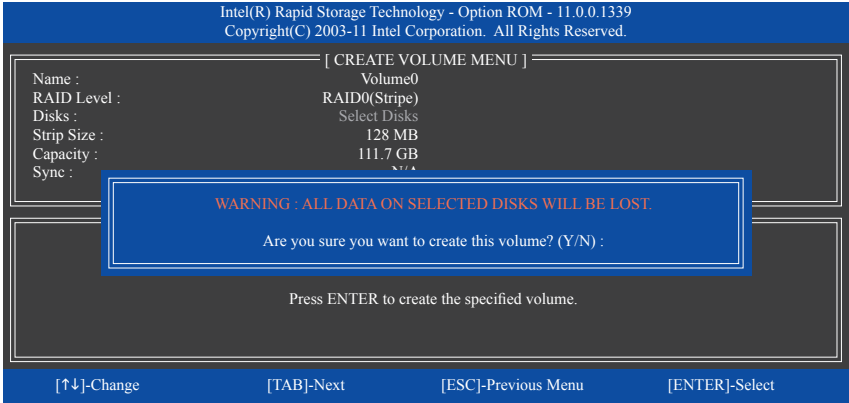 Intel(R) Rapid Storage Technology - Option ROM - 11.0.0.1339
Copyright(C) 2003-11 Intel Corporation. All Rights Reserved.
[ CREATE VOLUME MENU ]
Name : Volume0
RAID Level : RAID0(Stripe)
Disks : Select Disks
Strip Size : 128 MB
Capacity : 111.7 GB
Sync : N/A
WARNING : ALL DATA ON SELECTED DISKS WILL BE LOST.
Are you sure you want to create this volume? (Y/N) :
Press ENTER to create the specified volume.
[↑↓]-Change [TAB]-Next [ESC]-Previous Menu [ENTER]-Select